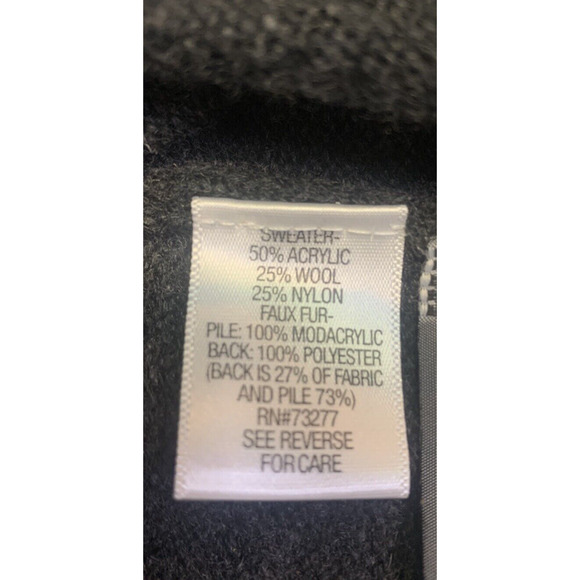 SWEATER-
50% ACRYLIC
25% WOOL
25% NYLON
FAUX FUR-
PILE: 100% MODACRYLIC
BACK: 100% POLYESTER
(BACK IS 27% OF FABRIC
AND PILE 73%)
RN#73277
SEE REVERSE
FOR CARE